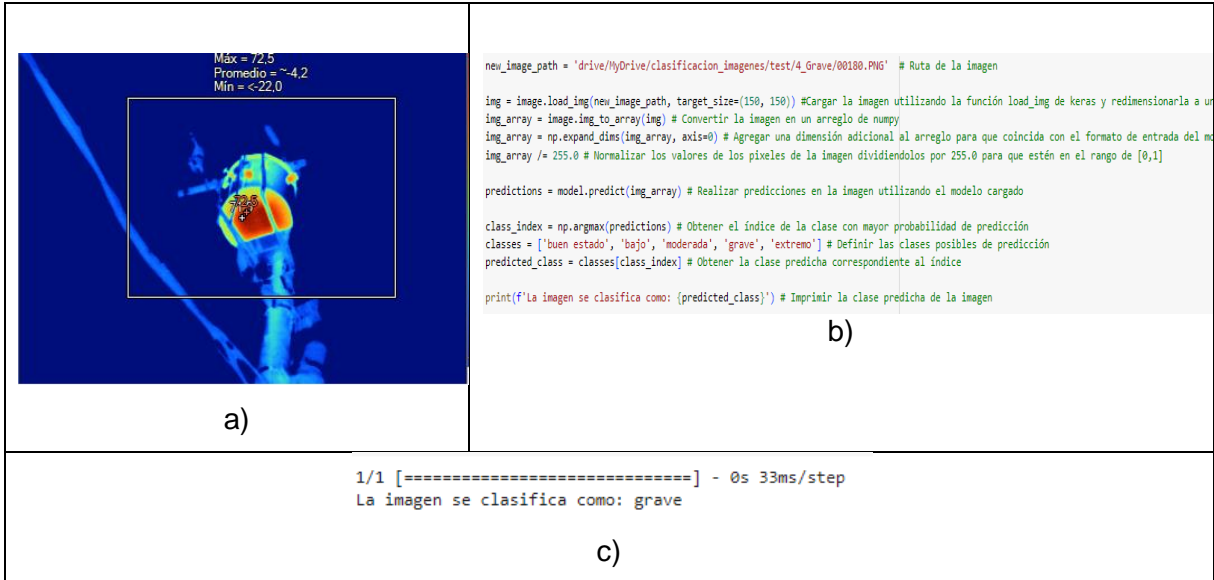 Máx = 72,5
Promedio = ~-4,2
Mín = <-22,0
72,5
a)
new_image_path = 'drive/MyDrive/clasificacion_imagenes/test/4_Grave/00180.PNG' # Ruta de la imagen
img = image.load_img(new_image_path, target_size=(150, 150)) #Cargar la imagen utilizando la función load_img de keras y redimensionarla a
img_array = image.img_to_array(img) # Convertir la imagen en un arreglo de numpy
img_array = np.expand_dims(img_array, axis=0) # Agregar una dimensión adicional al arreglo para que coincida con el formato de entrada del
img_array /= 255.0 # Normalizar los valores de los pixeles de la imagen dividiendolos por 255.0 para que estén en el rango de [0,1]
predictions = model.predict(img_array) # Realizar predicciones en la imagen utilizando el modelo cargado
class_index = np.argmax(predictions) # Obtener el índice de la clase con mayor probabilidad de predicción
classes = ['buen estado', 'bajo', 'moderada', 'grave', 'extremo'] # Definir las clases posibles de predicción
predicted_class = classes[class_index] # Obtener la clase predicha correspondiente al índice
print(f'La imagen se clasifica como: {predicted_class}') # Imprimir la clase predicha de la imagen
b)
1/1 [==============================] - 0s 33ms/step
La imagen se clasifica como: grave
c)